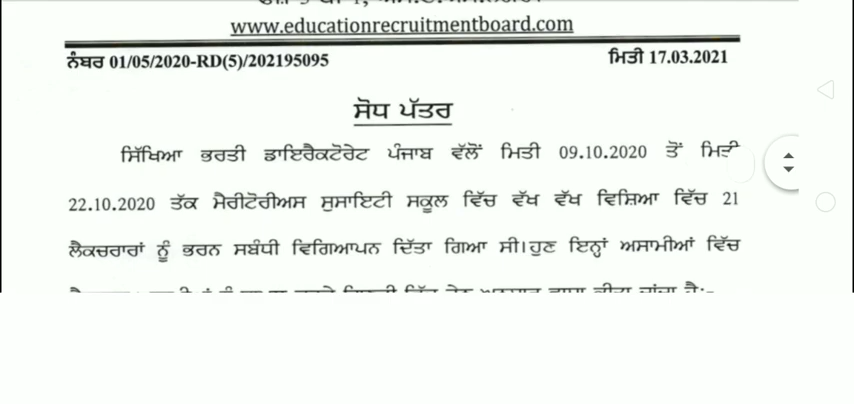 www.educationrecruitmentboard.com
ਨੰਬਰ 01/05/2020-RD(5)/202195095 ਮਿਤੀ 17.03.2021
ਸੋਧ ਪੱਤਰ
ਸਿੱਖਿਆ ਭਰਤੀ ਡਾਇਰੈਕਟੋਰੇਟ ਪੰਜਾਬ ਵੱਲੋਂ ਮਿਤੀ 09.10.2020 ਤੋਂ ਮਿਤੀ
22.10.2020 ਤੱਕ ਮੈਰੀਟੋਰੀਅਸ ਸੁਸਾਇਟੀ ਸਕੂਲ ਵਿੱਚ ਵੱਖ ਵੱਖ ਵਿਸ਼ਿਆ ਵਿੱਚ 21
ਲੈਕਚਰਾਰਾਂ ਨੂੰ ਭਰਨ ਸਬੰਧੀ ਵਿਗਿਆਪਨ ਦਿੱਤਾ ਗਿਆ ਸੀ।ਹੁਣ ਇਨ੍ਹਾਂ ਅਸਾਮੀਆਂ ਵਿੱਚ